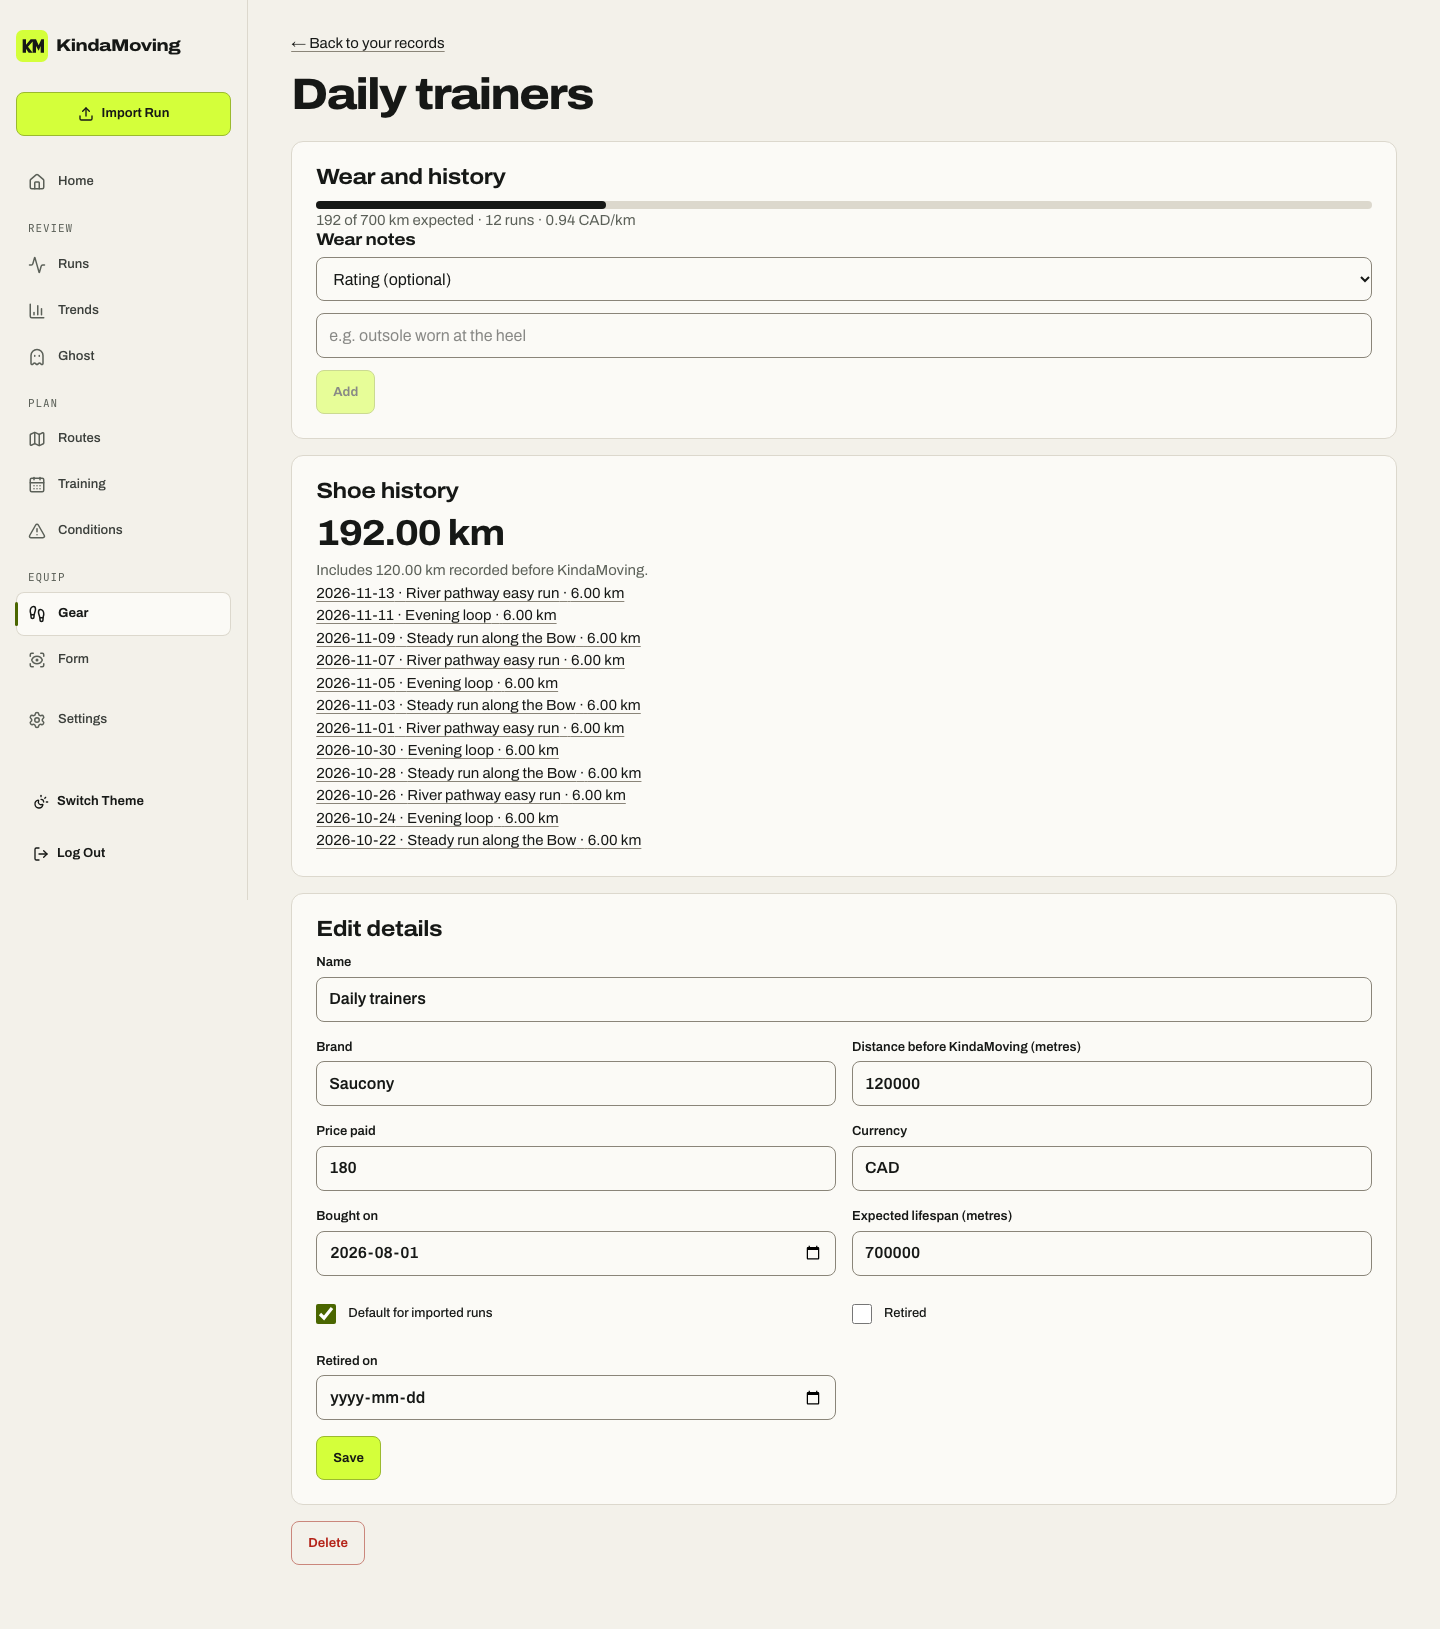 KM KindaMoving
Import Run
Home
REVIEW
Runs
Trends
Ghost
PLAN
Routes
Training
Conditions
EQUIP
Gear
Form
Settings
Switch Theme
Log Out
← Back to your records
Daily trainers
Wear and history
192 of 700 km expected · 12 runs · 0.94 CAD/km
Wear notes
Rating (optional)
e.g. outsole worn at the heel
Add
Shoe history
192.00 km
Includes 120.00 km recorded before KindaMoving.
2026-11-13 · River pathway easy run · 6.00 km
2026-11-11 · Evening loop · 6.00 km
2026-11-09 · Steady run along the Bow · 6.00 km
2026-11-07 · River pathway easy run · 6.00 km
2026-11-05 · Evening loop · 6.00 km
2026-11-03 · Steady run along the Bow · 6.00 km
2026-11-01 · River pathway easy run · 6.00 km
2026-10-30 · Evening loop · 6.00 km
2026-10-28 · Steady run along the Bow · 6.00 km
2026-10-26 · River pathway easy run · 6.00 km
2026-10-24 · Evening loop · 6.00 km
2026-10-22 · Steady run along the Bow · 6.00 km
Edit details
Name
Daily trainers
Brand
Saucony
Distance before KindaMoving (metres)
120000
Price paid
180
Currency
CAD
Bought on
2026-08-01
Expected lifespan (metres)
700000
Default for imported runs
Retired
Retired on
yyyy-mm-dd
Save
Delete